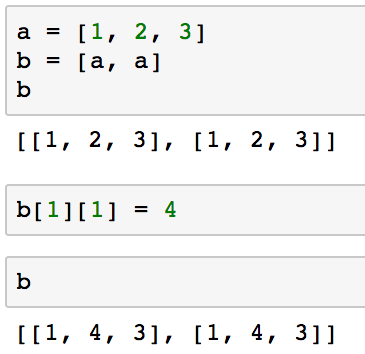 a = [1, 2, 3]
b = [a, a]
b
[[1, 2, 3], [1, 2, 3]]
b[1][1] = 4
b
[[1, 4, 3], [1, 4, 3]]